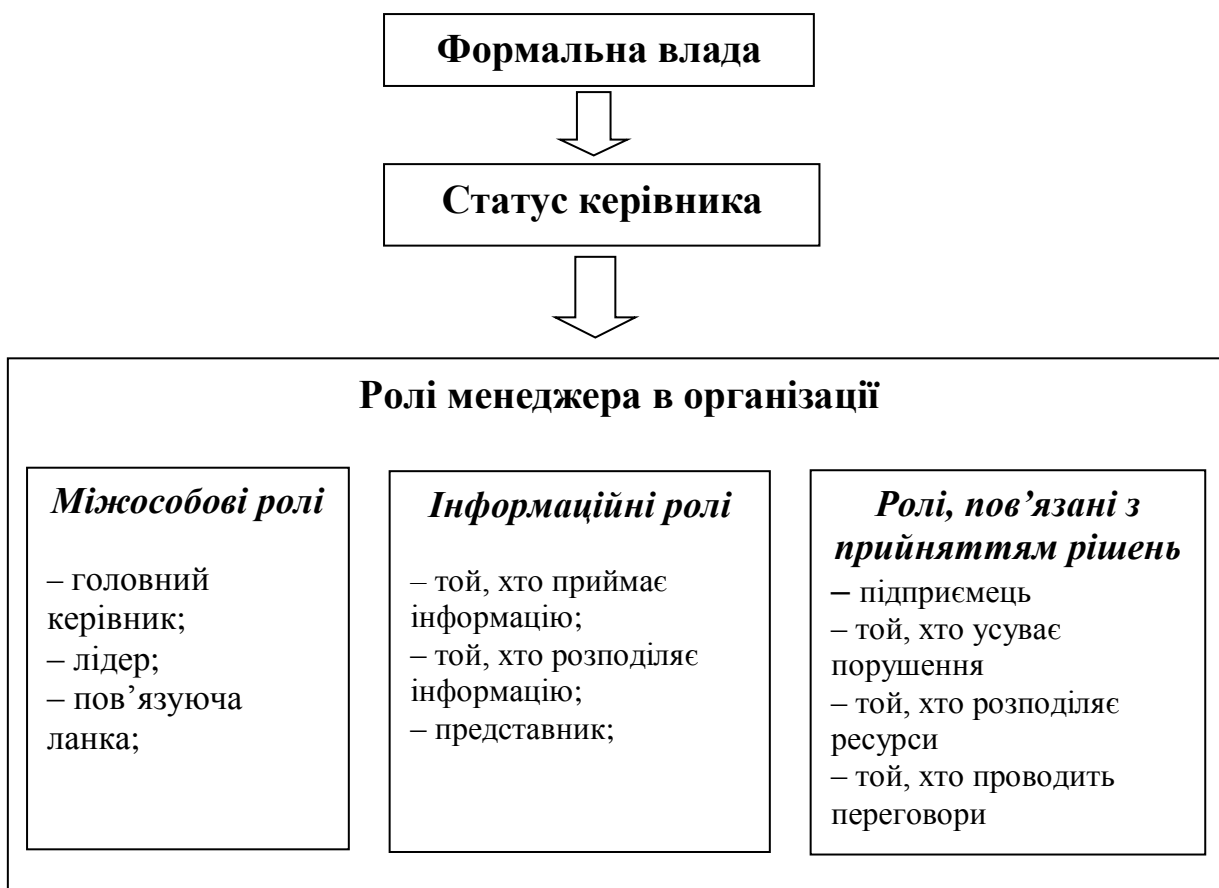 Формальна влада
Статус керівника
Ролі менеджера в організації
Міжособові ролі
– головний
керівник;
– лідер;
– пов’язуюча
ланка;
Інформаційні ролі
– той, хто приймає
інформацію;
– той, хто розподіляє
інформацію;
– представник;
Ролі, пов’язані з
прийняттям рішень
– підприємець
– той, хто усуває
порушення
– той, хто розподіляє
ресурси
– той, хто проводить
переговори